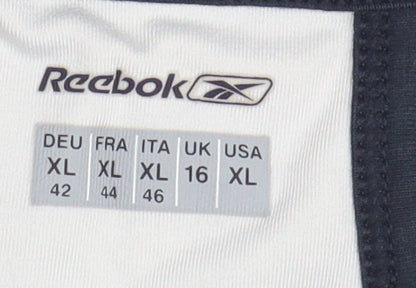 Reebok
DEU FRA ITA UK USA
XL XL XL 16 XL
42 44 46